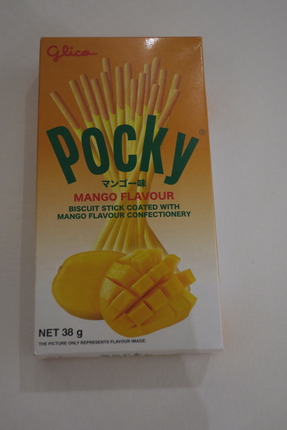 Glico
Pocky®
マンゴー味
MANGO FLAVOUR
BISCUIT STICK COATED WITH
MANGO FLAVOUR CONFECTIONERY
NET 38 g
THE PICTURE ONLY REPRESENTS FLAVOUR IMAGE.